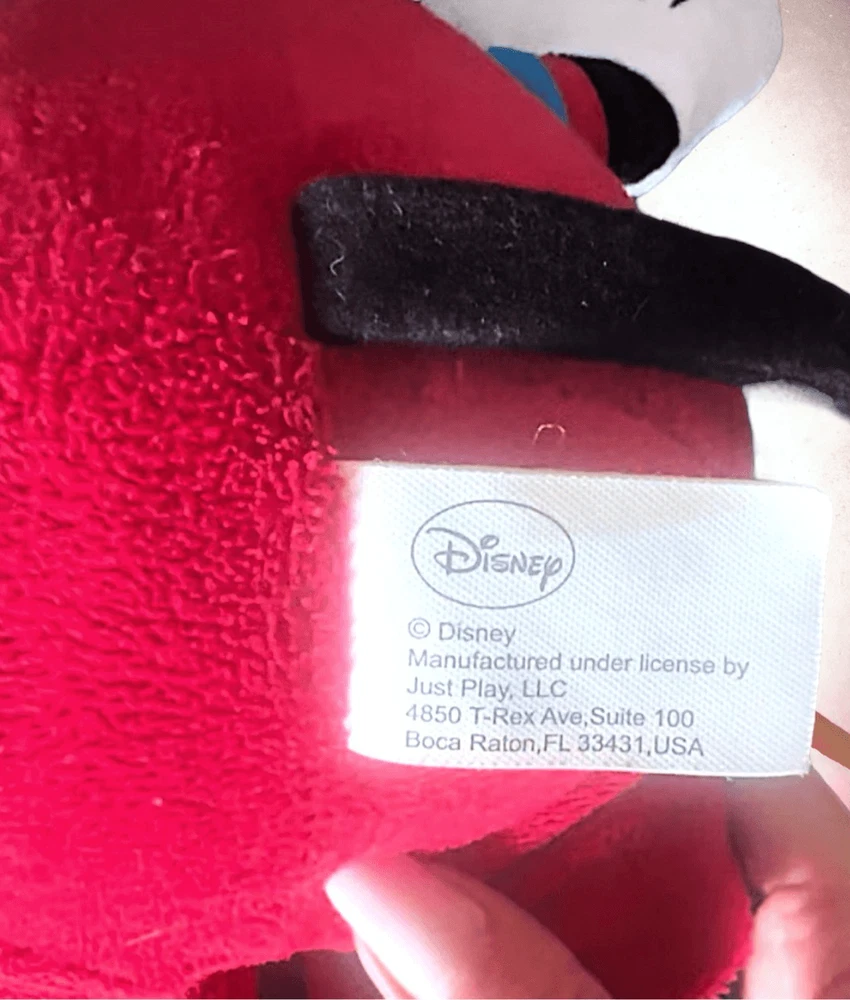 Disney
© Disney
Manufactured under license by
Just Play, LLC
4850 T-Rex Ave,Suite 100
Boca Raton,FL 33431,USA